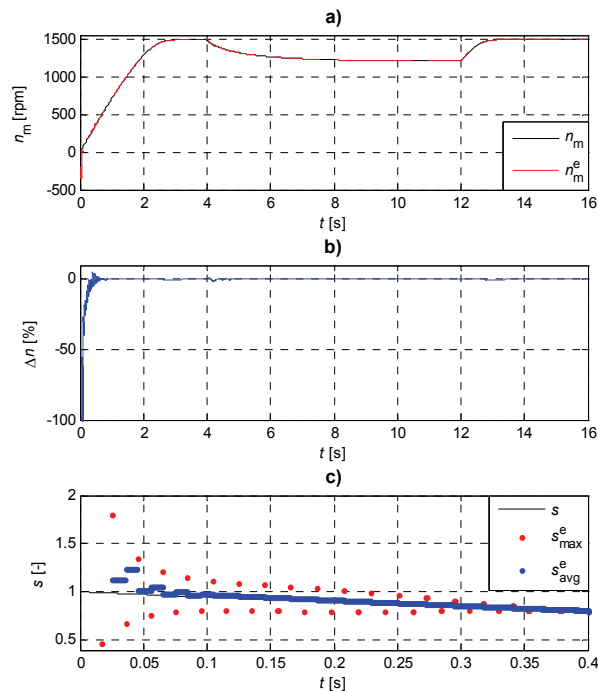 a)
1500
1000
500
0
-500
n_m [rpm]
n_m
n_m^e
0 2 4 6 8 10 12 14 16
t [s]
b)
0
-50
-100
Δn [%]
0 2 4 6 8 10 12 14 16
t [s]
c)
2
1.5
1
0.5
s [-]
s
s_max^e
s_avg^e
0 0.05 0.1 0.15 0.2 0.25 0.3 0.35 0.4
t [s]